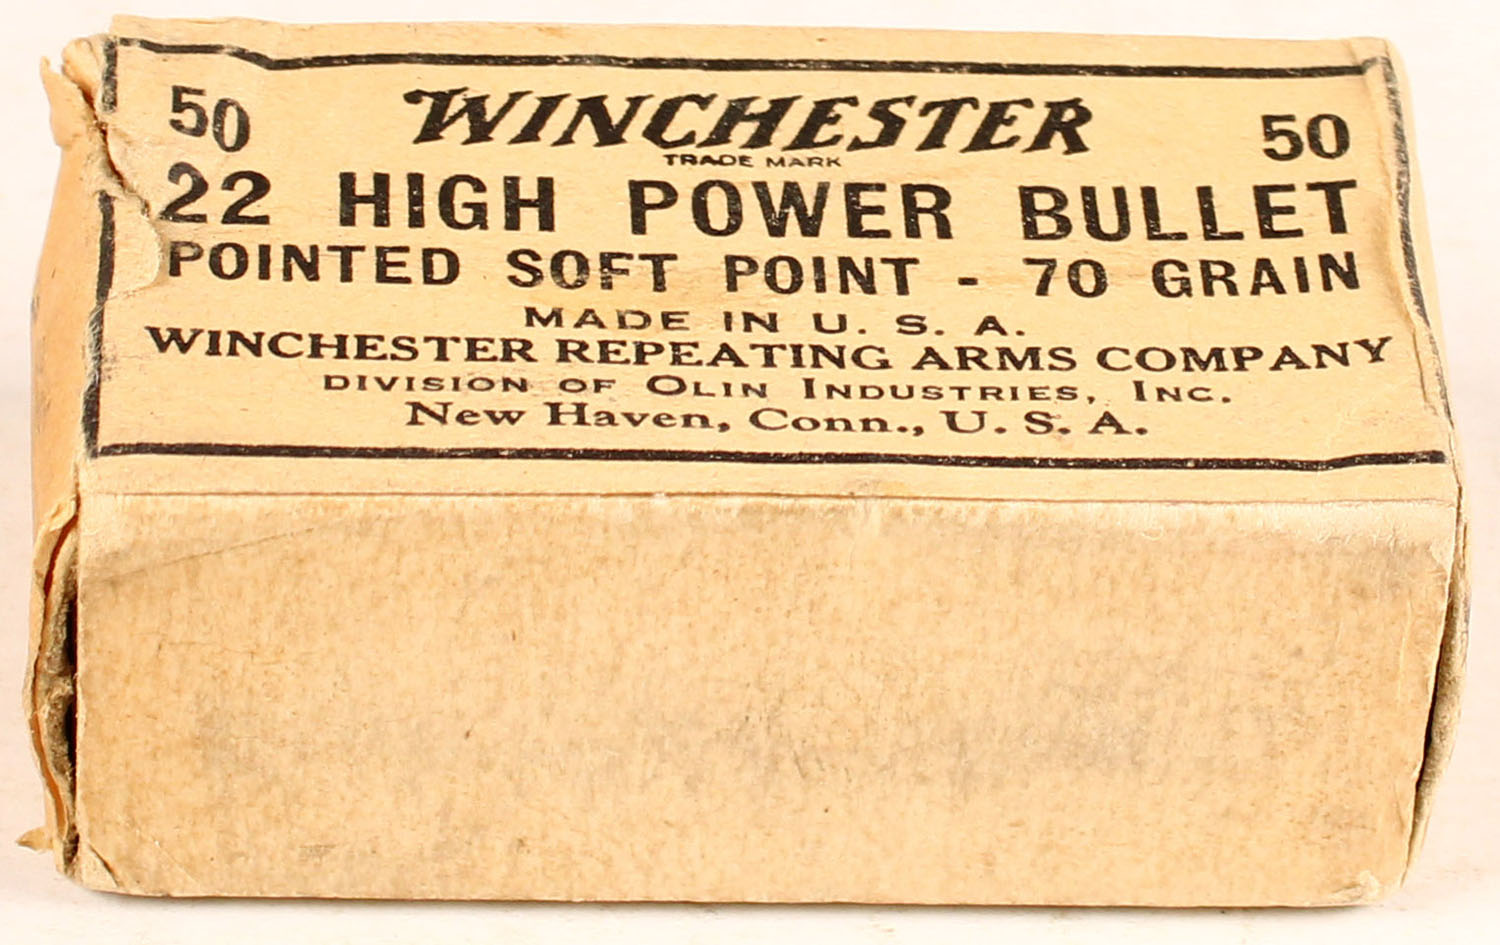 50 WINCHESTER 50
TRADE MARK
22 HIGH POWER BULLET
POINTED SOFT POINT - 70 GRAIN
MADE IN U. S. A.
WINCHESTER REPEATING ARMS COMPANY
DIVISION OF OLIN INDUSTRIES, INC.
New Haven, Conn., U. S. A.